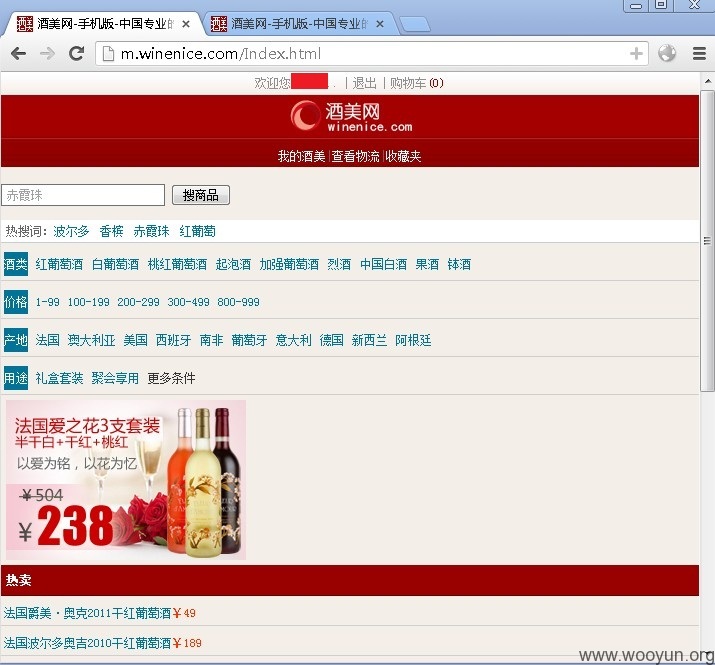 酒美网-手机版-中国专业的
酒美网-手机版-中国专业的
m.winenice.com/Index.html
欢迎您 . | 退出 | 购物车 (0)
酒美网
winenice.com
我的酒美 |查看物流 |收藏夹
赤霞珠 搜商品
热搜词：波尔多 香槟 赤霞珠 红葡萄
酒类 红葡萄酒 白葡萄酒 桃红葡萄酒 起泡酒 加强葡萄酒 烈酒 中国白酒 果酒 钵酒
价格 1-99 100-199 200-299 300-499 800-999
产地 法国 澳大利亚 美国 西班牙 南非 葡萄牙 意大利 德国 新西兰 阿根廷
用途 礼盒套装 聚会享用 更多条件
法国爱之花3支套装
半干白+干红+桃红
以爱为铭，以花为忆
￥504
￥238
热卖
法国爵美·奥克2011干红葡萄酒￥49
法国波尔多奥吉2010干红葡萄酒￥189
www.wooyun.org